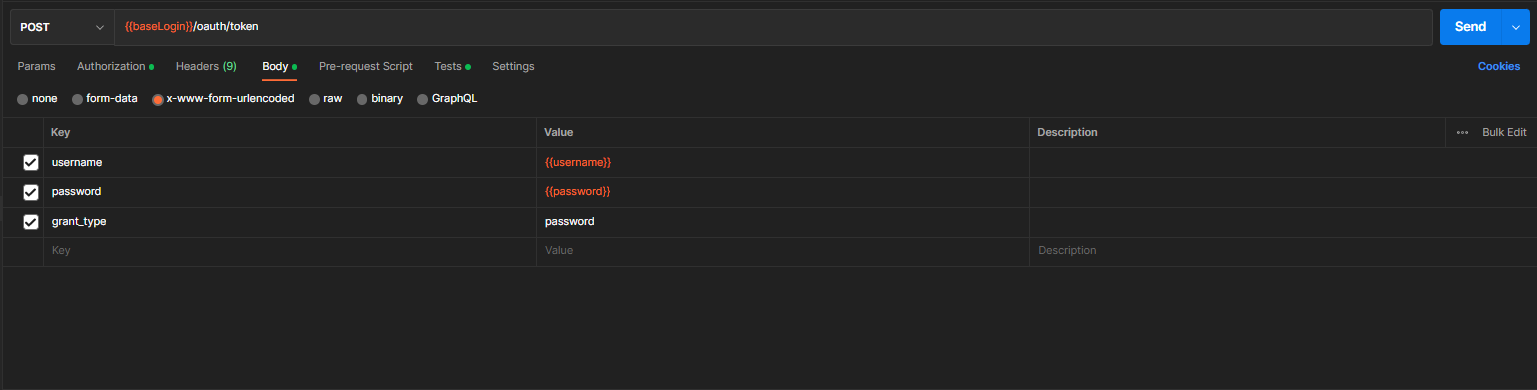 POST {{baseLogin}}/oauth/token Send
Params Authorization Headers (9) Body Pre-request Script Tests Settings Cookies
none form-data x-www-form-urlencoded raw binary GraphQL
Key Value Description Bulk Edit
username {{username}}
password {{password}}
grant_type password
Key Value Description